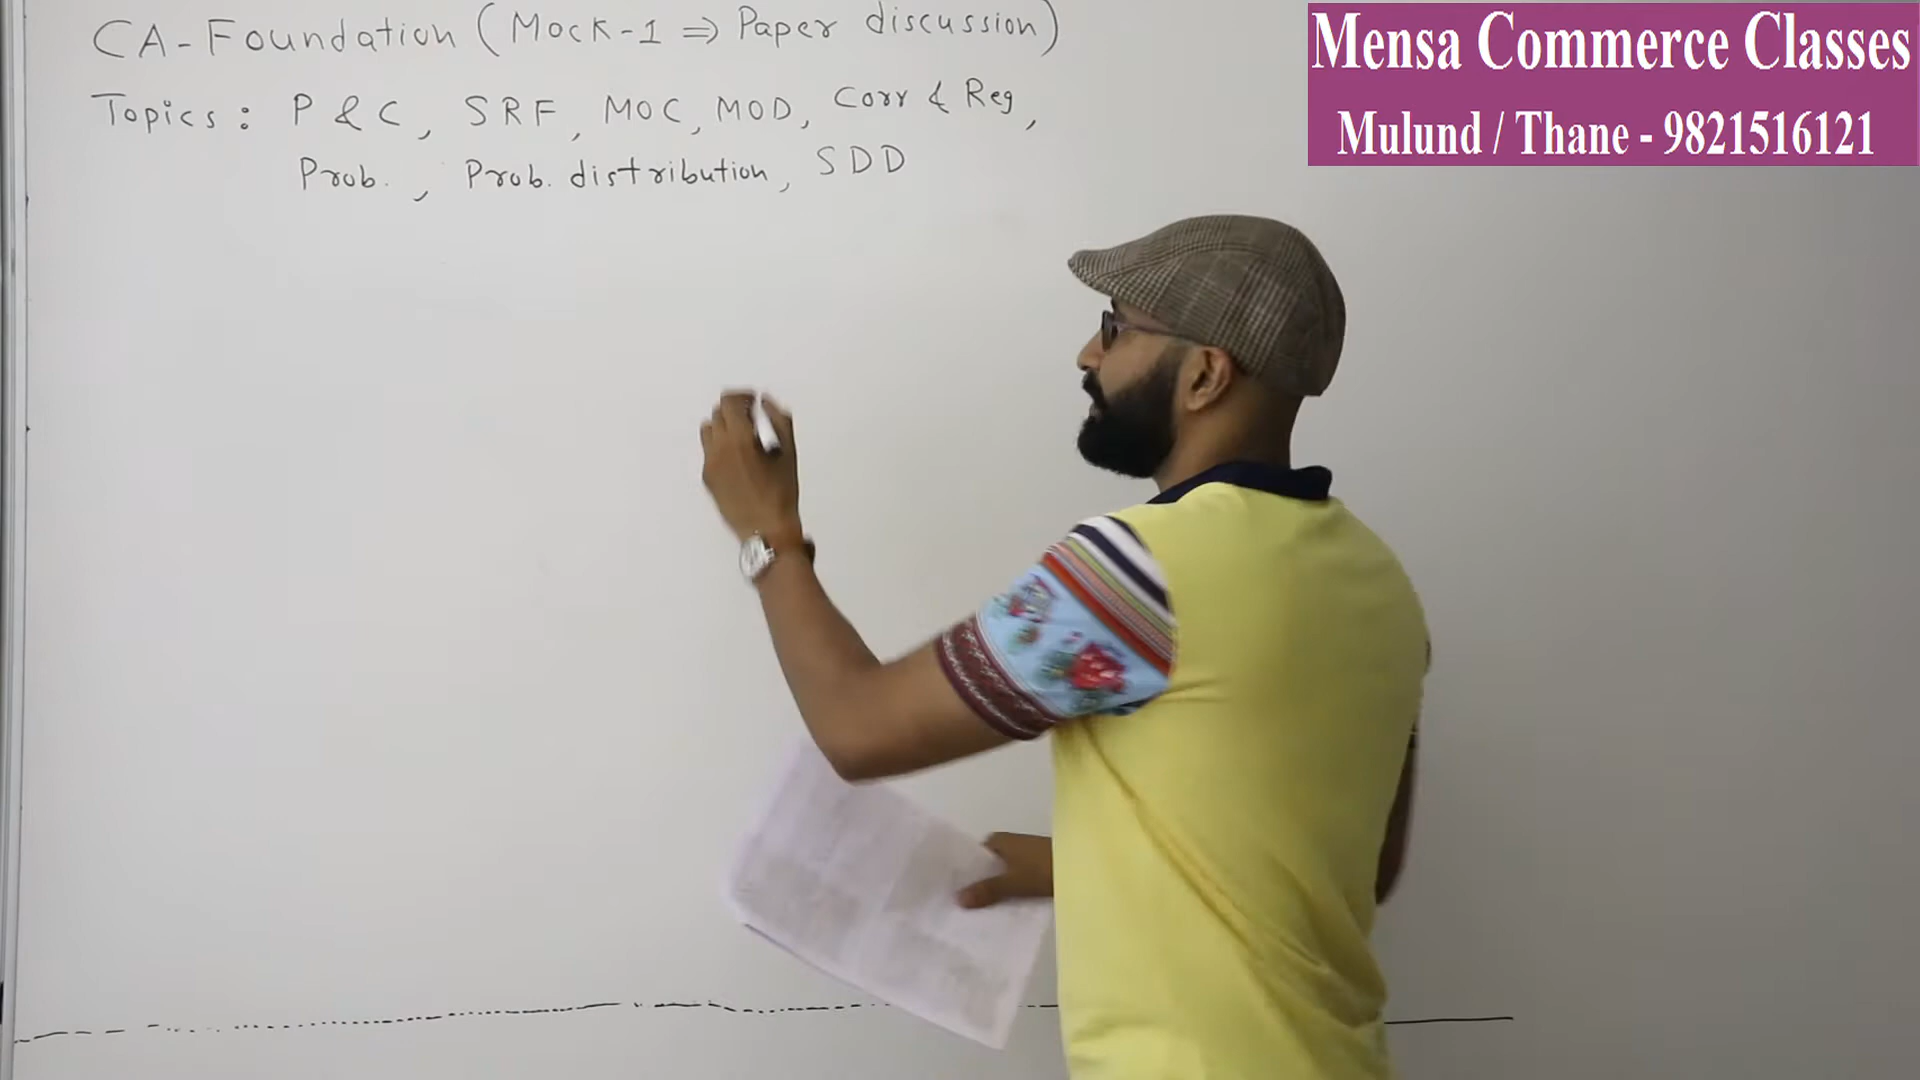 CA-Foundation (Mock-1 ⇒ Paper discussion)
Topics: P & C, SRF, MOC, MOD, Corr & Reg,
Prob., Prob. distribution, SDD
Mensa Commerce Classes
Mulund / Thane - 9821516121